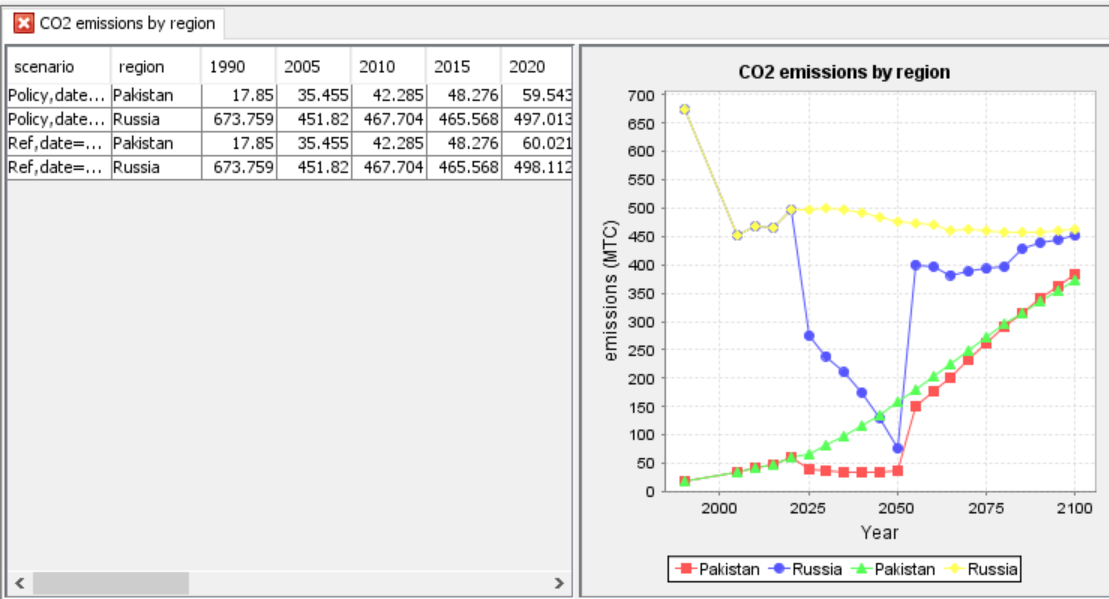 CO2 emissions by region
scenario region 1990 2005 2010 2015 2020
Policy,date... Pakistan 17.85 35.455 42.285 48.276 59.543
Policy,date... Russia 673.759 451.82 467.704 465.568 497.013
Ref,date=... Pakistan 17.85 35.455 42.285 48.276 60.021
Ref,date=... Russia 673.759 451.82 467.704 465.568 498.112
CO2 emissions by region
emissions (MTC)
700
650
600
550
500
450
400
350
300
250
200
150
100
50
0
2000 2025 2050 2075 2100
Year
Pakistan Russia Pakistan Russia